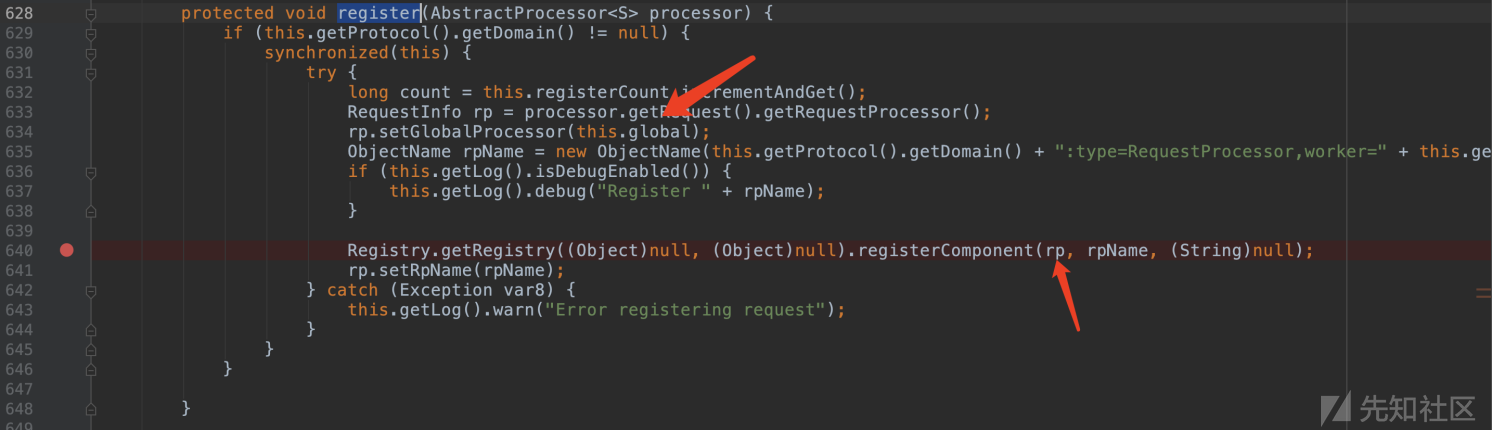 628 protected void register(AbstractProcessor<S> processor) {
629 if (this.getProtocol().getDomain() != null) {
630 synchronized(this) {
631 try {
632 long count = this.registerCount.incrementAndGet();
633 RequestInfo rp = processor.getRequest().getRequestProcessor();
634 rp.setGlobalProcessor(this.global);
635 ObjectName rpName = new ObjectName(this.getProtocol().getDomain() + ":type=RequestProcessor,worker=" + this.ge
636 if (this.getLog().isDebugEnabled()) {
637 this.getLog().debug("Register " + rpName);
638 }
639
640 Registry.getRegistry((Object)null, (Object)null).registerComponent(rp, rpName, (String)null);
641 rp.setRpName(rpName);
642 } catch (Exception var8) {
643 this.getLog().warn("Error registering request");
644 }
645 }
646 }
647
648 }
649
先知社区